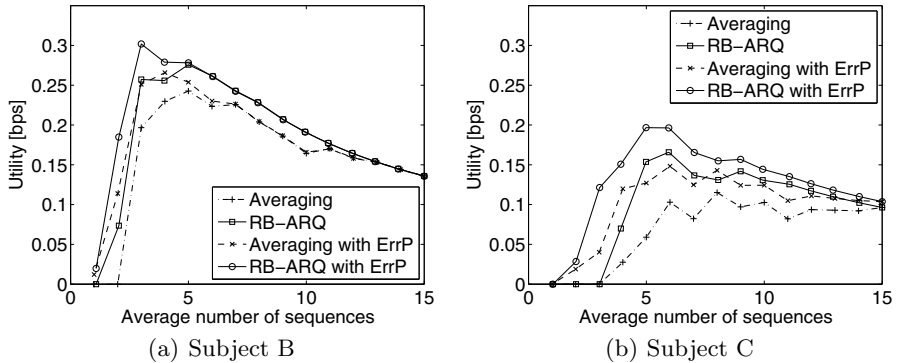 Utility [bps]
0.3
0.25
0.2
0.15
0.1
0.05
0
0
5
10
15
Average number of sequences
Averaging
RB−ARQ
Averaging with ErrP
RB−ARQ with ErrP
(a) Subject B
Utility [bps]
0.3
0.25
0.2
0.15
0.1
0.05
0
0
5
10
15
Average number of sequences
Averaging
RB−ARQ
Averaging with ErrP
RB−ARQ with ErrP
(b) Subject C